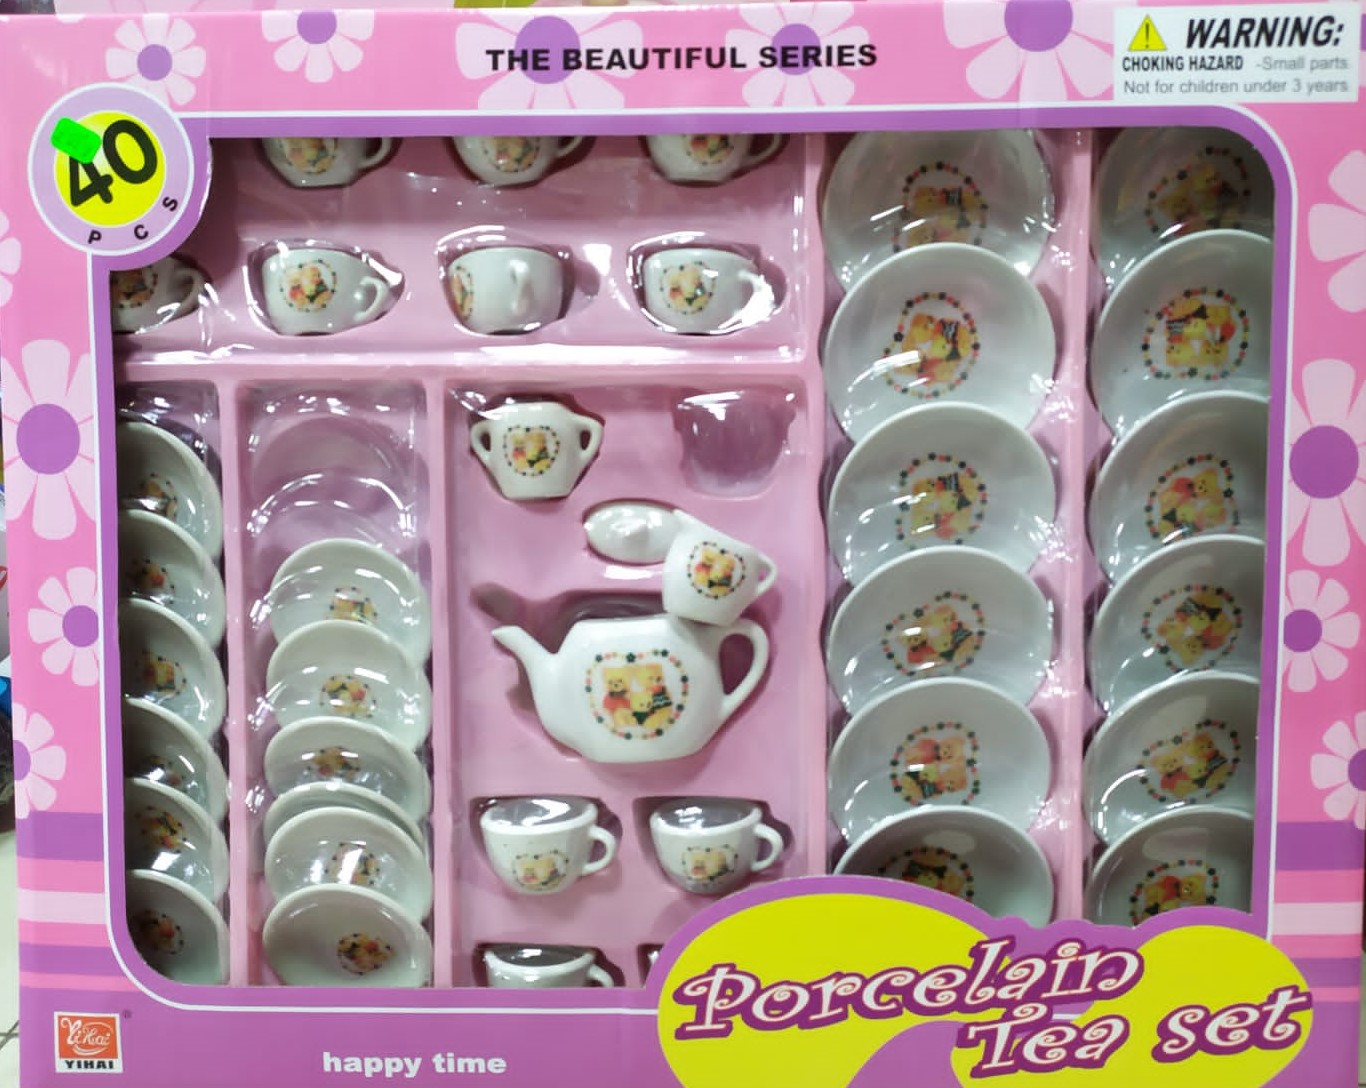 THE BEAUTIFUL SERIES
WARNING:
CHOKING HAZARD -Small parts
Not for children under 3 years
40
PCS
Porcelain
Tea set
YiHai
YIHAI
®
happy time